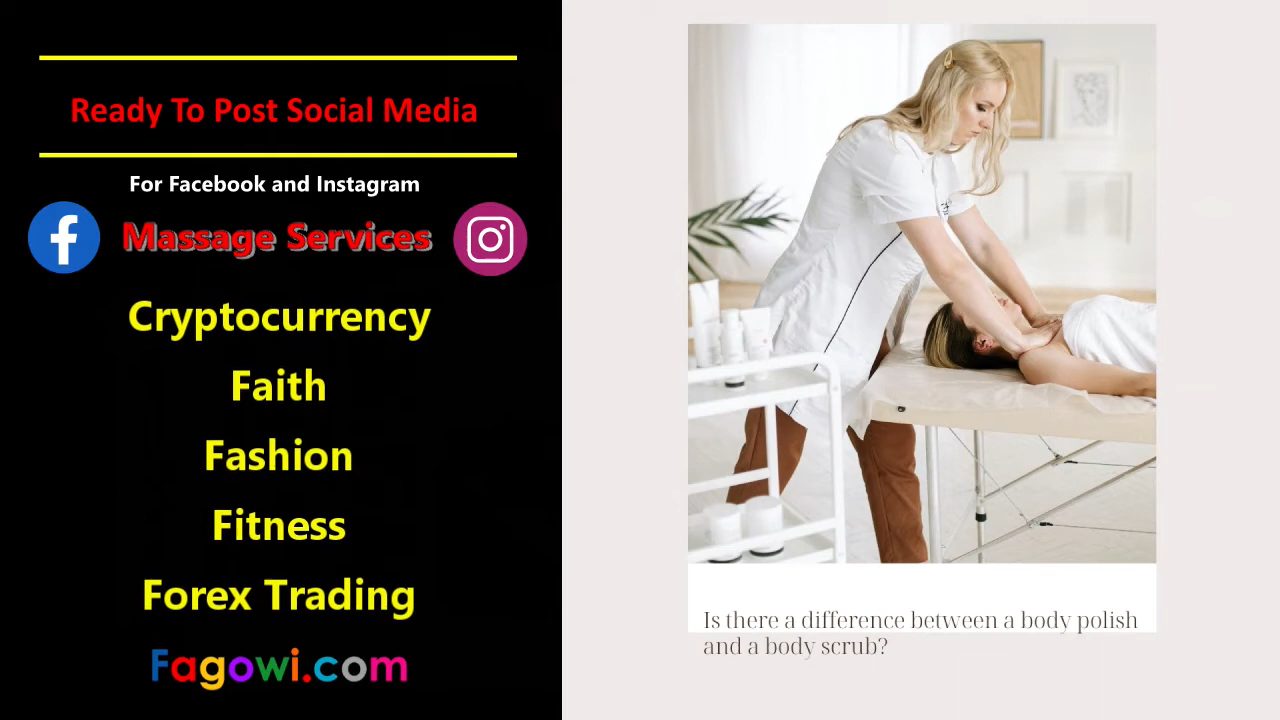 Ready To Post Social Media
For Facebook and Instagram
Massage Services
Cryptocurrency
Faith
Fashion
Fitness
Forex Trading
Fagowi.com
Is there a difference between a body polish
and a body scrub?